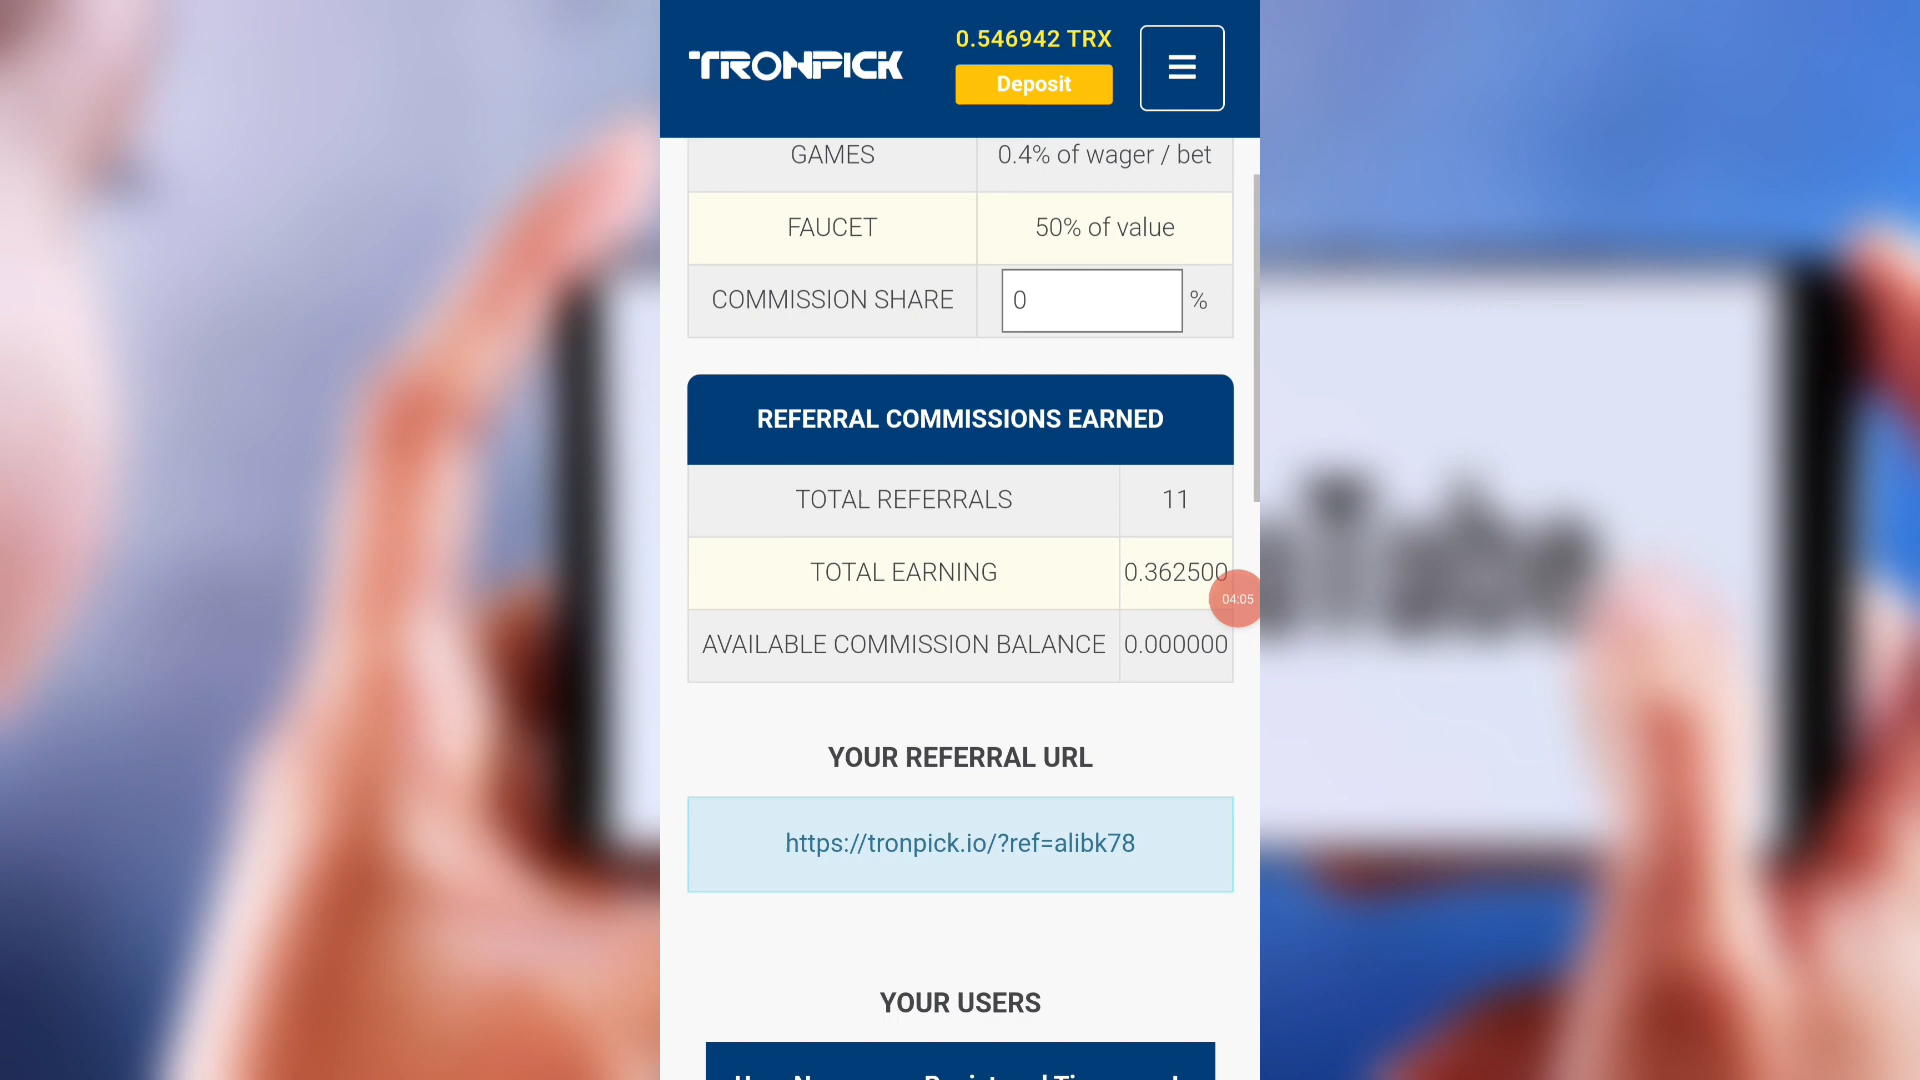 TRONPICK
0.546942 TRX
Deposit
GAMES 0.4% of wager / bet
FAUCET 50% of value
COMMISSION SHARE 0 %
REFERRAL COMMISSIONS EARNED
TOTAL REFERRALS 11
TOTAL EARNING 0.362500
04:05
AVAILABLE COMMISSION BALANCE 0.000000
YOUR REFERRAL URL
https://tronpick.io/?ref=alibk78
YOUR USERS